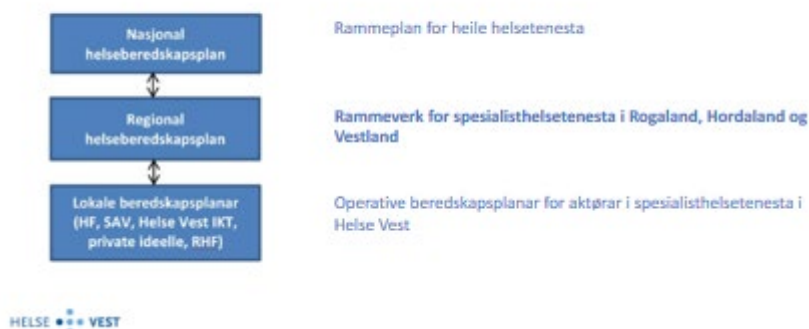 Nasjonal
helseberedskapsplan
Rammeplan for heile helsetenesta
Regional
helseberedskapsplan
Rammeverk for spesialisthelsetenesta i Rogaland, Hordaland og
Vestland
Lokale beredskapsplanar
(HF, SAV, Helse Vest IKT,
private ideelle, RHF)
Operative beredskapsplanar for aktørar i spesialisthelsetenesta i
Helse Vest
HELSE VEST